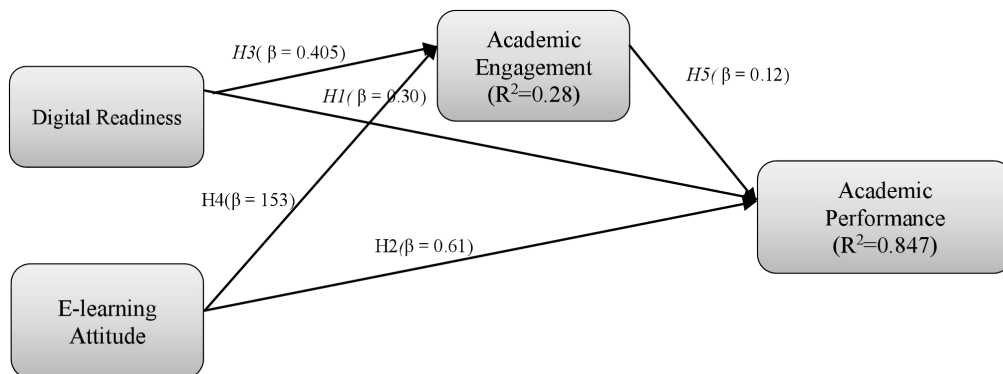 Academic
Engagement
(R²=0.28)
H3( β = 0.405)
H5( β = 0.12)
H1( β = 0.30)
Digital Readiness
H4(β = 153)
Academic
Performance
(R²=0.847)
H2(β = 0.61)
E-learning
Attitude